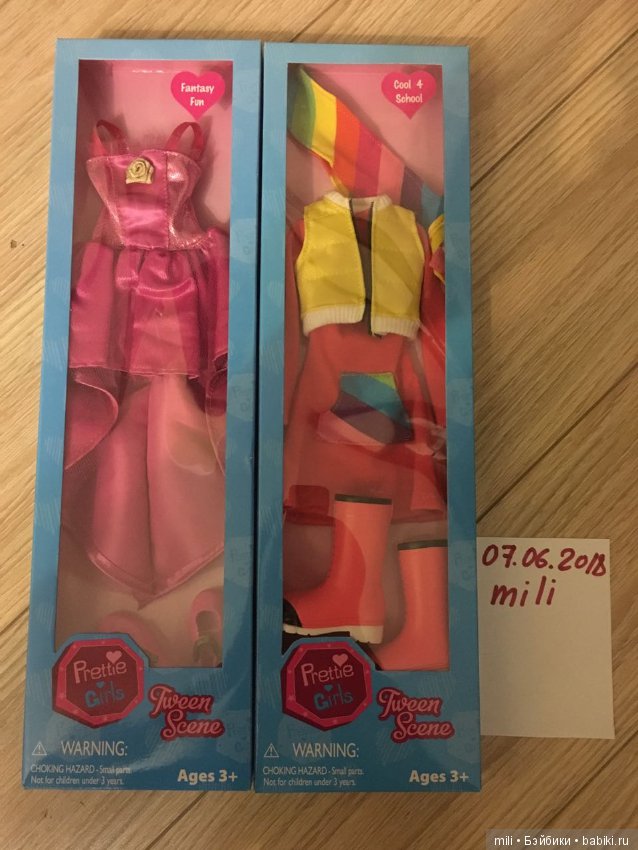 Fantasy
Fun
Prettie
Girls
Tween
Scene
⚠ WARNING:
CHOKING HAZARD - Small parts.
Not for children under 3 years.
Ages 3+
Cool 4
School
Prettie
Girls
Tween
Scene
⚠ WARNING:
CHOKING HAZARD - Small parts.
Not for children under 3 years.
Ages 3+
07.06.2018
mili
mili • Бэйбики • babiki.ru